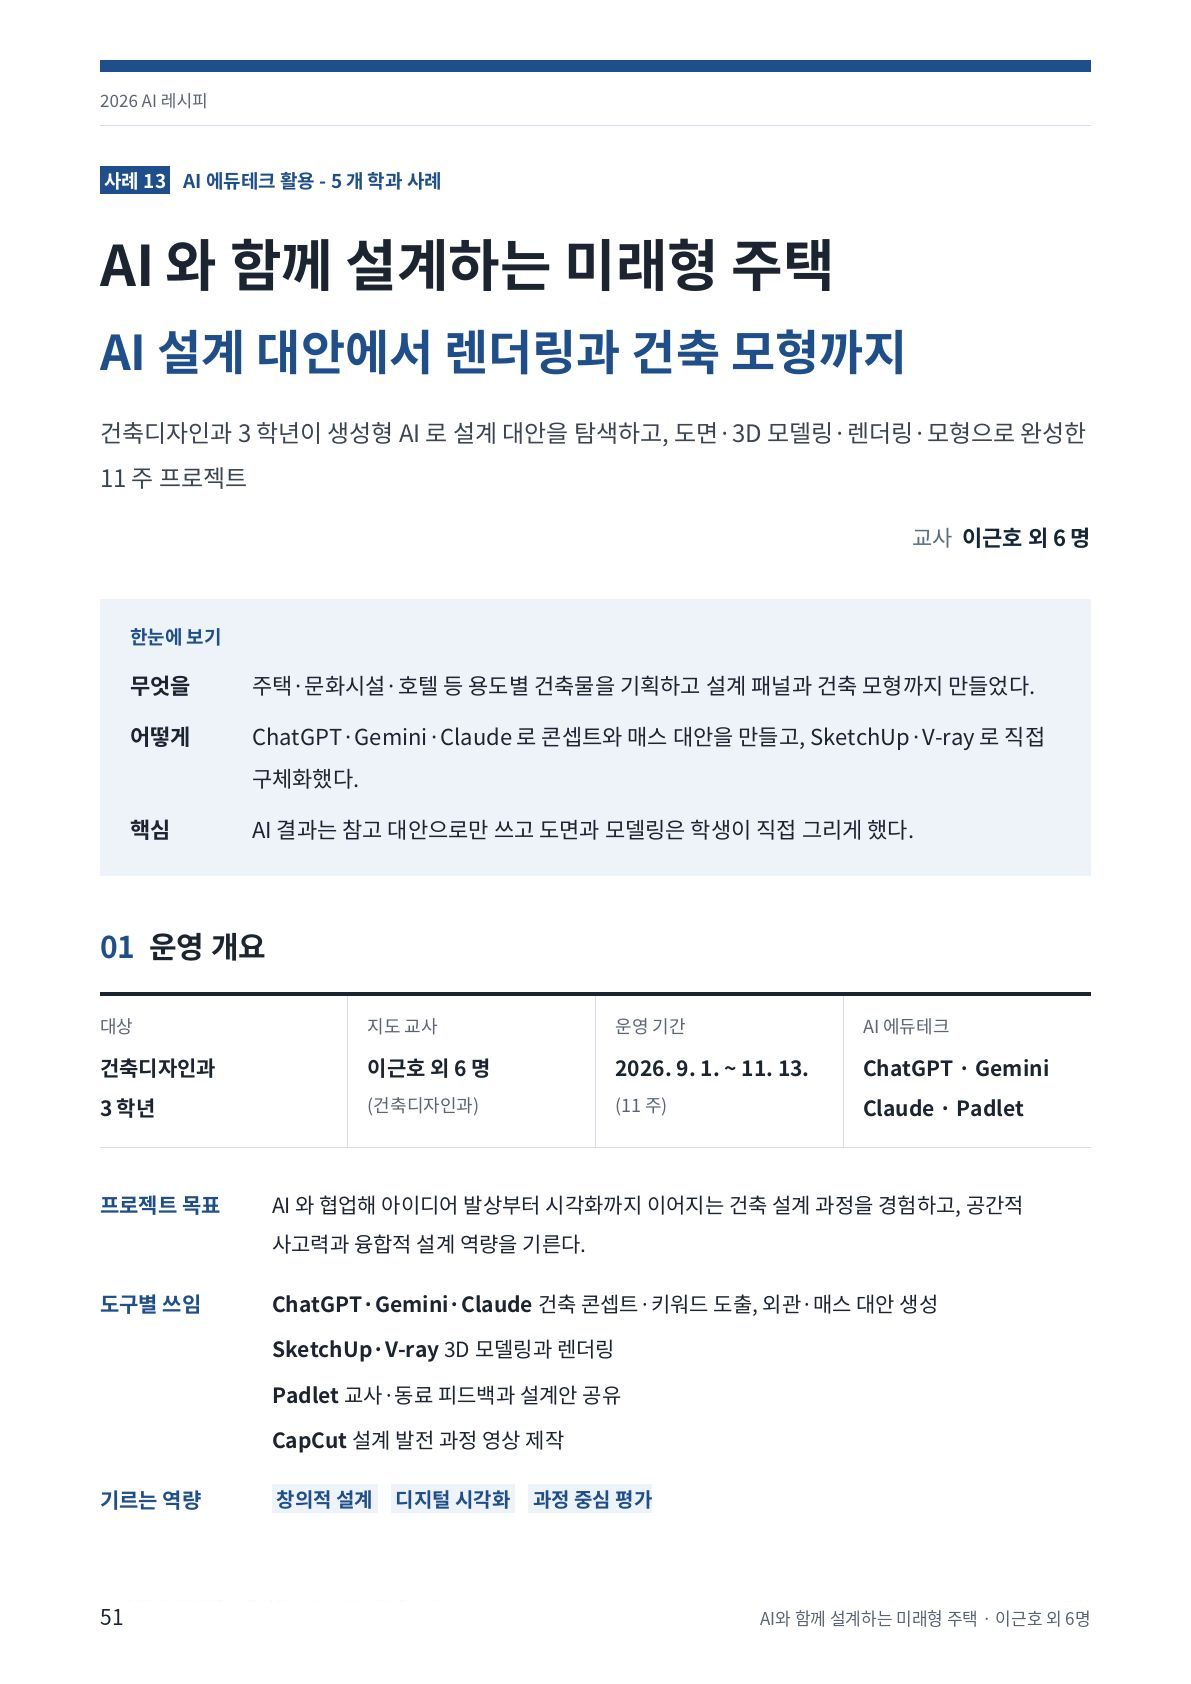 2026 AI 레시피
사례 13 AI 에듀테크 활용 - 5 개 학과 사례
AI 와 함께 설계하는 미래형 주택
AI 설계 대안에서 렌더링과 건축 모형까지
건축디자인과 3 학년이 생성형 AI 로 설계 대안을 탐색하고, 도면·3D 모델링·렌더링·모형으로 완성한
11 주 프로젝트
교사 이근호 외 6 명
한눈에 보기
무엇을 주택·문화시설·호텔 등 용도별 건축물을 기획하고 설계 패널과 건축 모형까지 만들었다.
어떻게 ChatGPT·Gemini·Claude 로 콘셉트와 매스 대안을 만들고, SketchUp·V-ray 로 직접
구체화했다.
핵심 AI 결과는 참고 대안으로만 쓰고 도면과 모델링은 학생이 직접 그리게 했다.
01 운영 개요
대상 지도 교사 운영 기간 AI 에듀테크
건축디자인과 이근호 외 6 명 2026. 9. 1. ~ 11. 13. ChatGPT · Gemini
3 학년 (건축디자인과) (11 주) Claude · Padlet
프로젝트 목표 AI 와 협업해 아이디어 발상부터 시각화까지 이어지는 건축 설계 과정을 경험하고, 공간적
사고력과 융합적 설계 역량을 기른다.
도구별 쓰임 ChatGPT·Gemini·Claude 건축 콘셉트·키워드 도출, 외관·매스 대안 생성
SketchUp·V-ray 3D 모델링과 렌더링
Padlet 교사·동료 피드백과 설계안 공유
CapCut 설계 발전 과정 영상 제작
기르는 역량 창의적 설계 디지털 시각화 과정 중심 평가
51 AI와 함께 설계하는 미래형 주택 · 이근호 외 6명